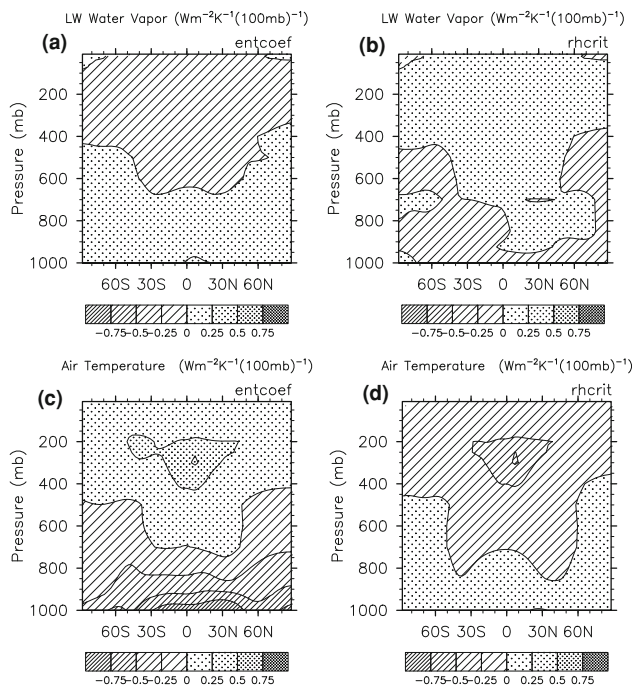 LW Water Vapor (Wm−2K−1(100mb)−1)
(a)
entcoef
Pressure (mb)
200
400
600
800
1000
60S 30S 0 30N 60N
−0.75−0.5−0.25 0 0.25 0.5 0.75
LW Water Vapor (Wm−2K−1(100mb)−1)
(b)
rhcrit
Pressure (mb)
200
400
600
800
1000
60S 30S 0 30N 60N
−0.75−0.5−0.25 0 0.25 0.5 0.75
Air Temperature (Wm−2K−1(100mb)−1)
(c)
entcoef
Pressure (mb)
200
400
600
800
1000
60S 30S 0 30N 60N
−0.75−0.5−0.25 0 0.25 0.5 0.75
Air Temperature (Wm−2K−1(100mb)−1)
(d)
rhcrit
Pressure (mb)
200
400
600
800
1000
60S 30S 0 30N 60N
−0.75−0.5−0.25 0 0.25 0.5 0.75